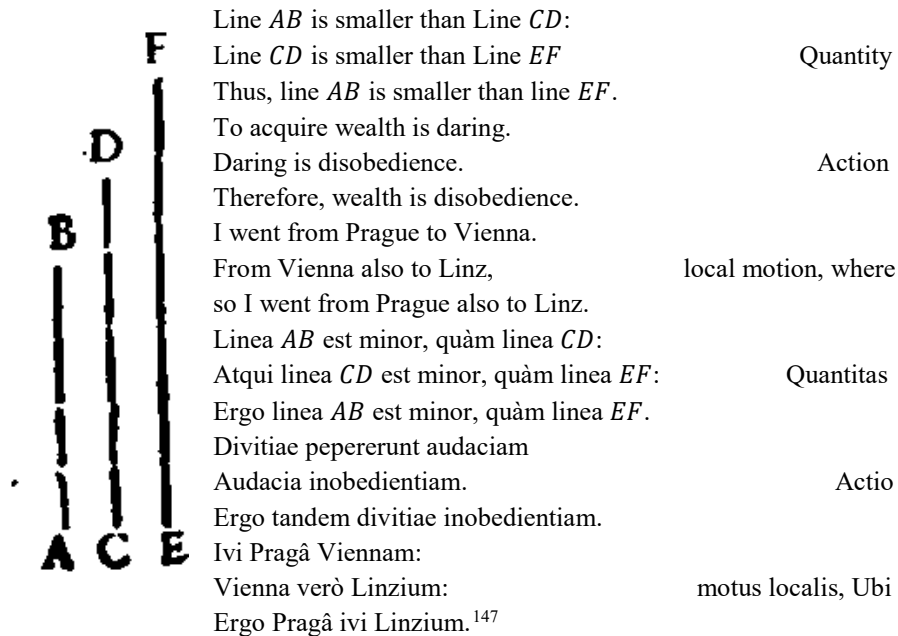 Line AB is smaller than Line CD:
Line CD is smaller than Line EF Quantity
Thus, line AB is smaller than line EF.
To acquire wealth is daring.
Daring is disobedience. Action
Therefore, wealth is disobedience.
I went from Prague to Vienna.
From Vienna also to Linz, local motion, where
so I went from Prague also to Linz.
Linea AB est minor, quàm linea CD:
Atqui linea CD est minor, quàm linea EF: Quantitas
Ergo linea AB est minor, quàm linea EF.
Divitiae pepererunt audaciam
Audacia inobedientiam. Actio
Ergo tandem divitiae inobedientiam.
Ivi Pragâ Viennam:
Vienna verò Linzium: motus localis, Ubi
Ergo Pragâ ivi Linzium.147
F
D
B
A C E